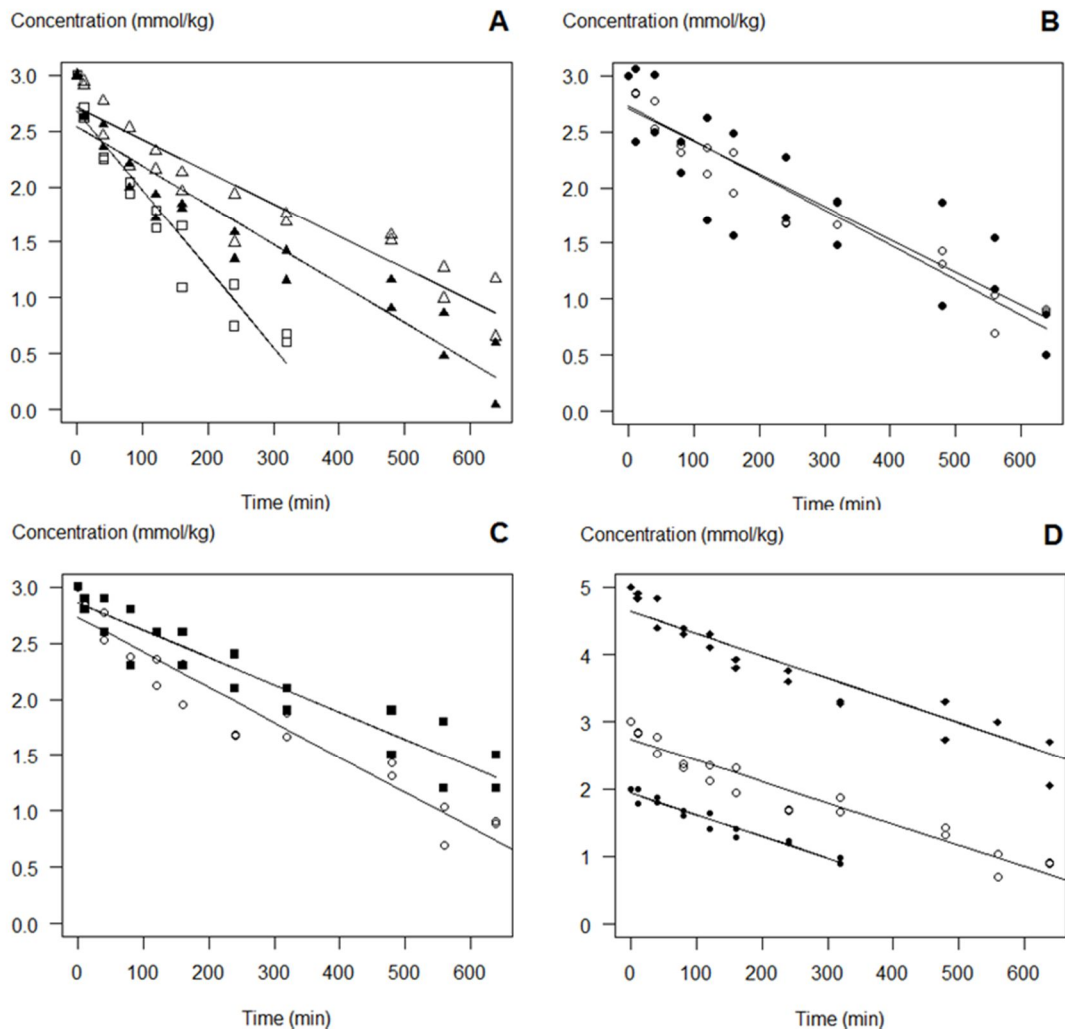 Concentration (mmol/kg) A
3.0
2.5
2.0
1.5
1.0
0.5
0.0
0 100 200 300 400 500 600
Time (min)
Concentration (mmol/kg) B
3.0
2.5
2.0
1.5
1.0
0.5
0.0
0 100 200 300 400 500 600
Time (min)
Concentration (mmol/kg) C
3.0
2.5
2.0
1.5
1.0
0.5
0.0
0 100 200 300 400 500 600
Time (min)
Concentration (mmol/kg) D
5
4
3
2
1
0
0 100 200 300 400 500 600
Time (min)